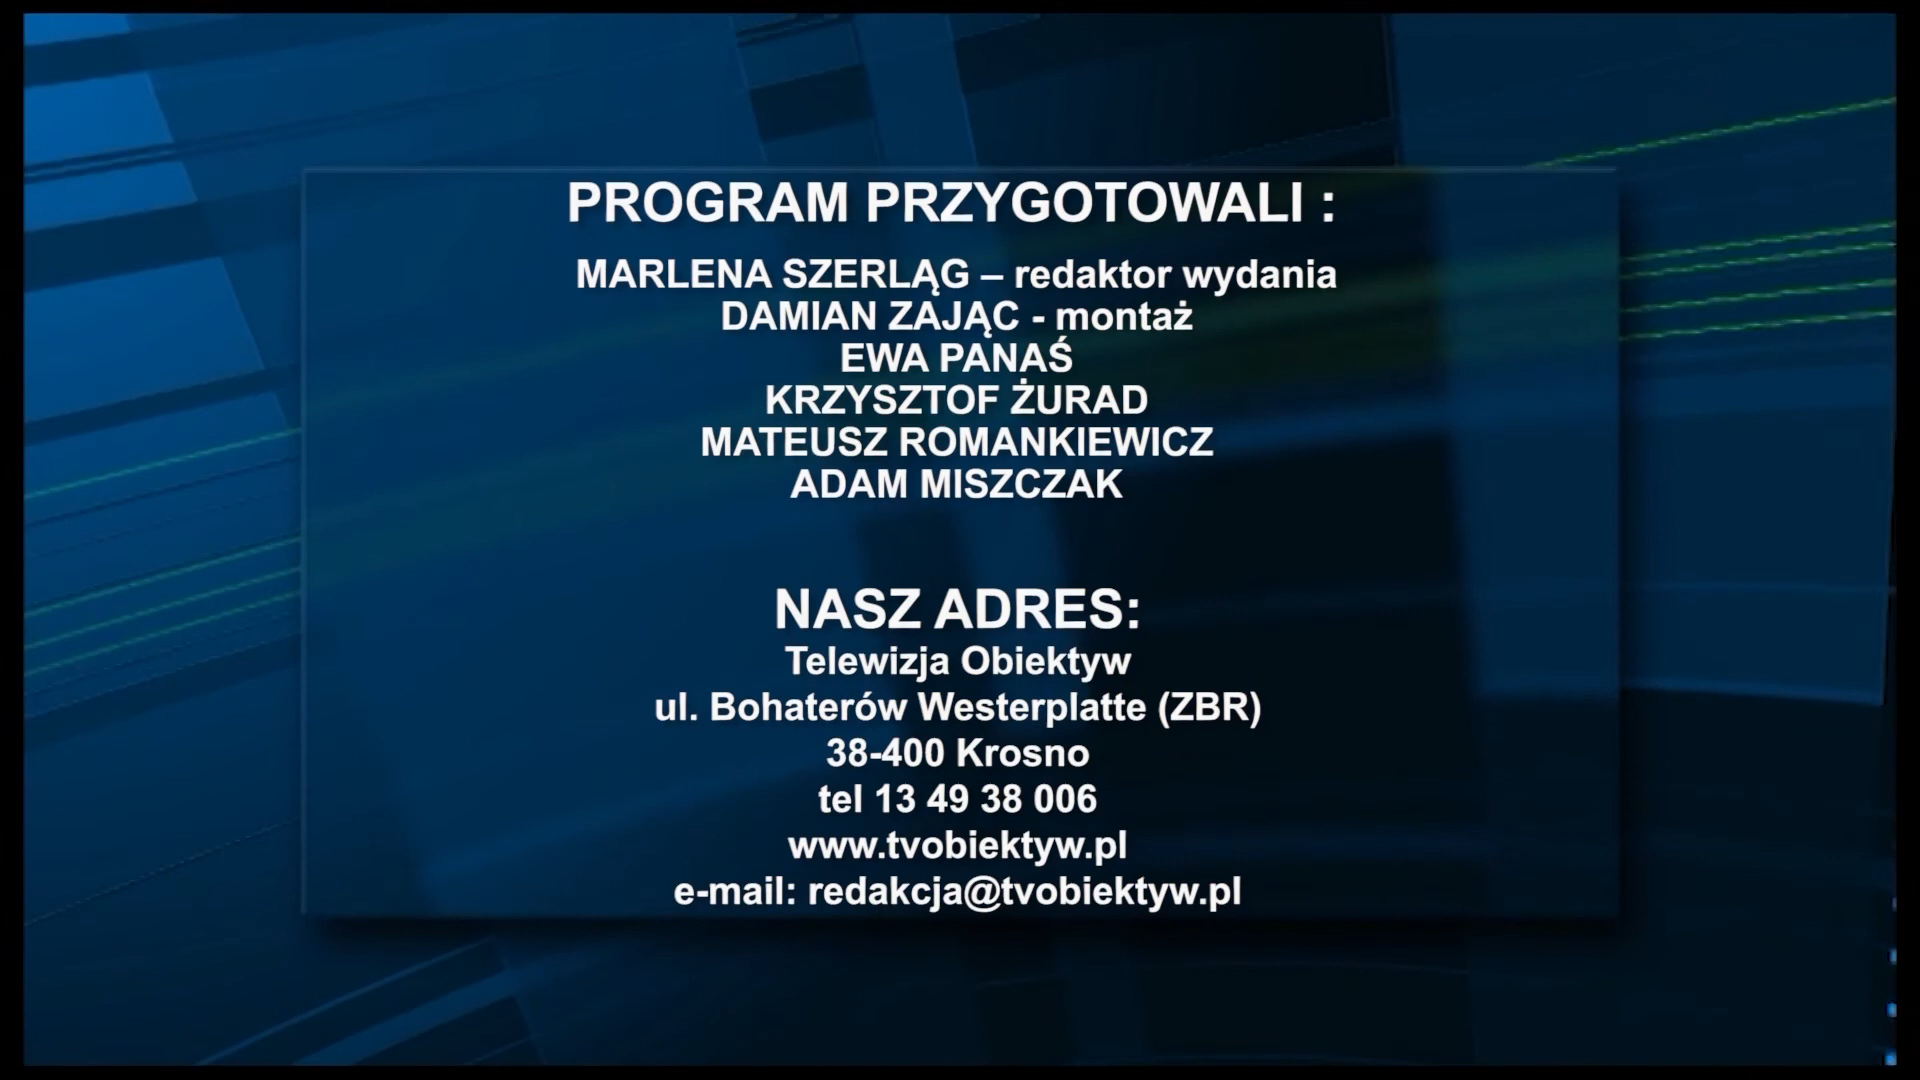 PROGRAM PRZYGOTOWALI :
MARLENA SZERLĄG – redaktor wydania
DAMIAN ZAJĄC - montaż
EWA PANAŚ
KRZYSZTOF ŻURAD
MATEUSZ ROMANKIEWICZ
ADAM MISZCZAK
NASZ ADRES:
Telewizja Obiektyw
ul. Bohaterów Westerplatte (ZBR)
38-400 Krosno
tel 13 49 38 006
www.tvobiektyw.pl
e-mail: redakcja@tvobiektyw.pl